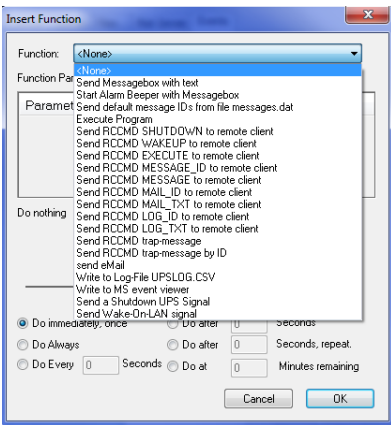 Insert Function
Function: <None>
<None>
Function Par
Send Messagebox with text
Start Alarm Beeper with Messagebox
Paramet
Send default message IDs from file messages.dat
Execute Program
Send RCCMD SHUTDOWN to remote client
Send RCCMD WAKEUP to remote client
Send RCCMD EXECUTE to remote client
Send RCCMD MESSAGE_ID to remote client
Send RCCMD MESSAGE to remote client
Send RCCMD MAIL_ID to remote client
Send RCCMD MAIL_TXT to remote client
Do nothing
Send RCCMD LOG_ID to remote client
Send RCCMD LOG_TXT to remote client
Send RCCMD trap-message
Send RCCMD trap-message by ID
send eMail
Write to Log-File UPSLOG.CSV
Write to MS event viewer
Send a Shutdown UPS Signal
Send Wake-On-LAN signal
Do immediately, once Do after 0 Seconds
Do Always Do after 0 Seconds, repeat.
Do Every 0 Seconds Do at 0 Minutes remaining
Cancel OK